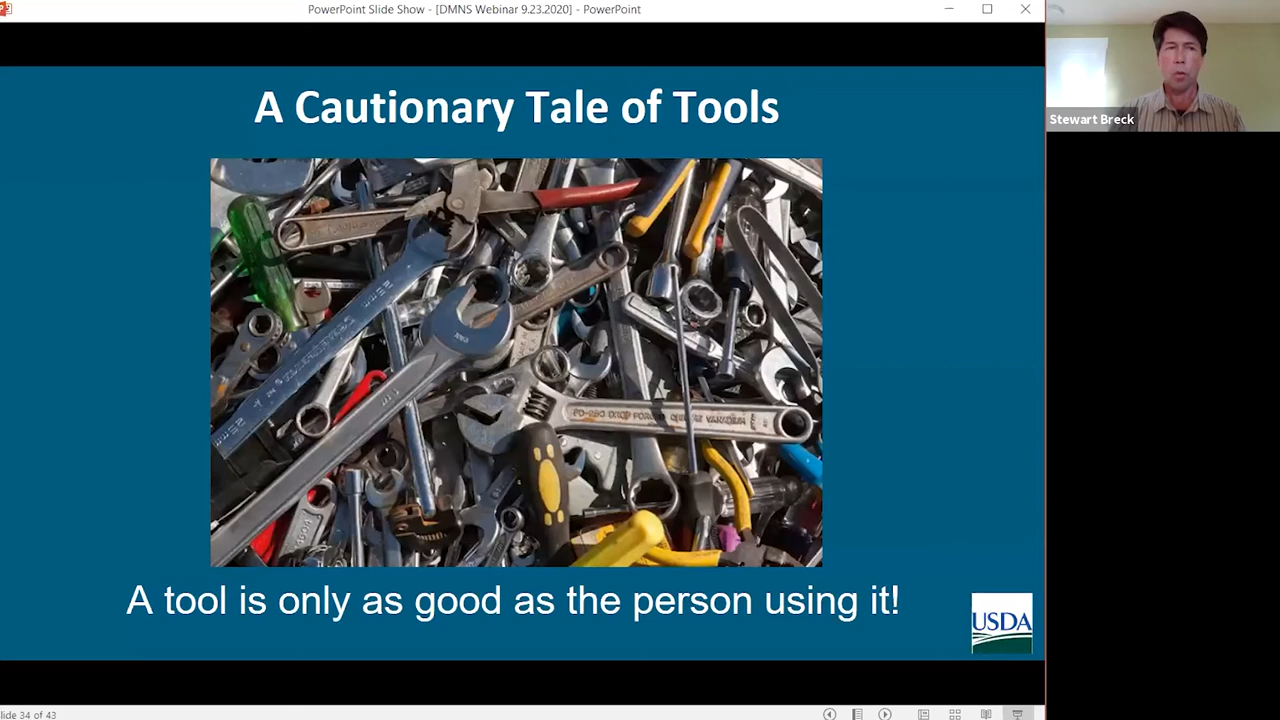 PowerPoint Slide Show - [DMNS Webinar 9.23.2020] - PowerPoint
Stewart Breck
A Cautionary Tale of Tools
A tool is only as good as the person using it!
USDA
Slide 34 of 43